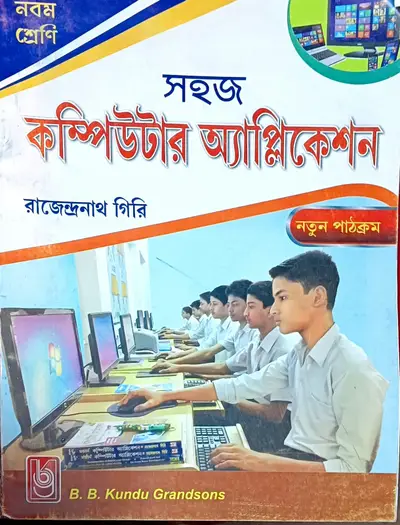 নবম
শ্রেণি
সহজ
কম্পিউটার অ্যাপ্লিকেশন
রাজেন্দ্রনাথ গিরি
নতুন পাঠক্রম
B. B. Kundu Grandsons